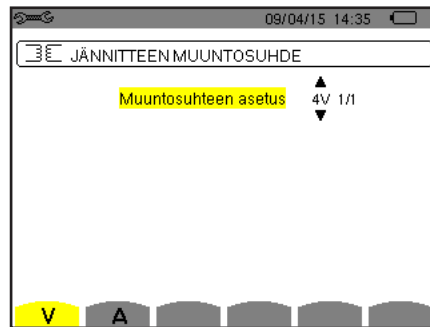 09/04/15 14:35
JÄNNITTEEN MUUNTOSUHDE
Muuntosuhteen asetus 4V 1/1
V A